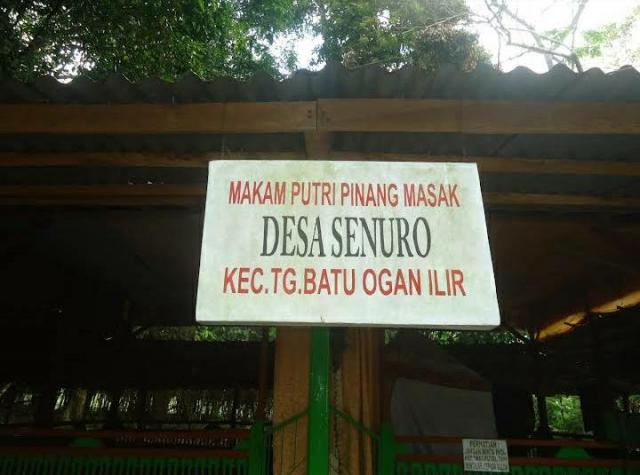 MAKAM PUTRI PINANG MASAK
DESA SENURO
KEC.TG.BATU OGAN ILIR